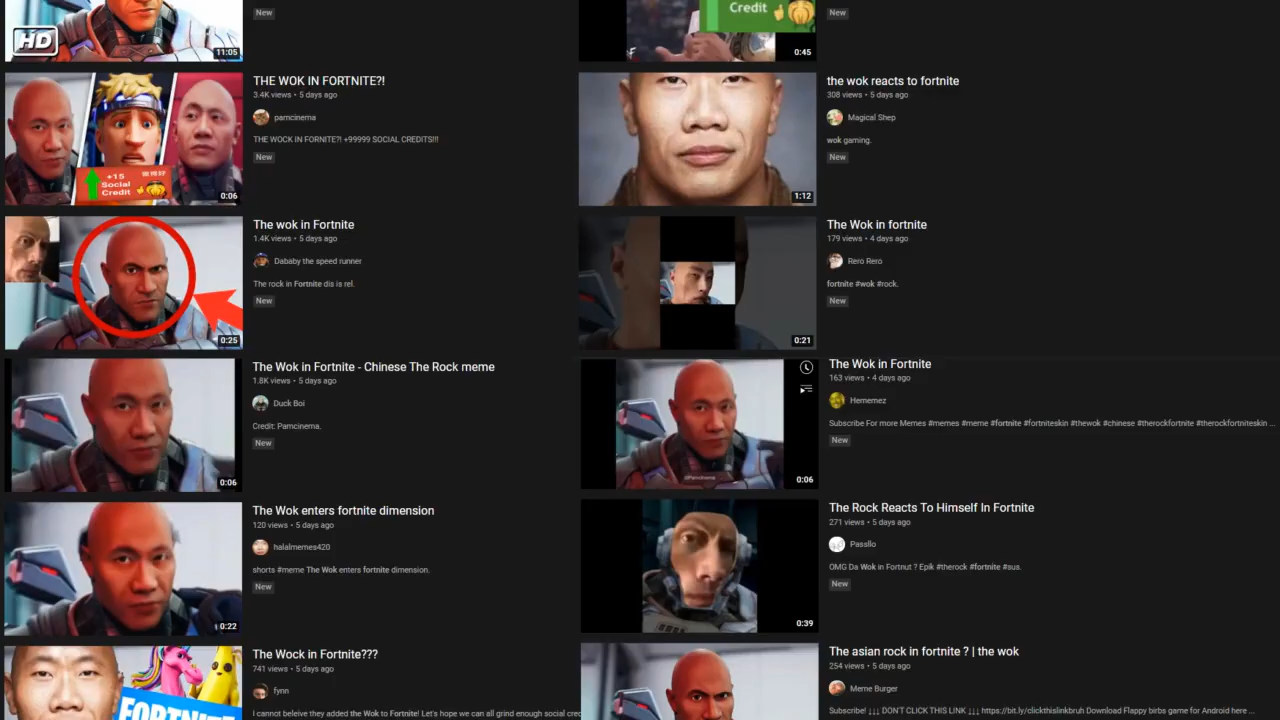 HD
11:05
New
Credit
0:45
New
+15
Social
Credit
0:06
THE WOK IN FORTNITE?!
3.4K views • 5 days ago
pamcinema
THE WOCK IN FORNITE?! +99999 SOCIAL CREDITS!!!
New
1:12
the wok reacts to fortnite
308 views • 5 days ago
Magical Shep
wok gaming.
New
0:25
The wok in Fortnite
1.4K views • 5 days ago
Dababy the speed runner
The rock in Fortnite dis is rel.
New
0:21
The Wok in fortnite
179 views • 4 days ago
Rero Rero
fortnite #wok #rock.
New
0:06
The Wok in Fortnite - Chinese The Rock meme
1.8K views • 5 days ago
Duck Boi
Credit: Pamcinema.
New
@Pamcinema
0:06
The Wok in Fortnite
163 views • 4 days ago
Hememez
Subscribe For more Memes #memes #meme #fortnite #fortniteskin #thewok #chinese #therockfortnite #therockfortniteskin ...
New
0:22
The Wok enters fortnite dimension
120 views • 5 days ago
halalmemes420
shorts #meme The Wok enters fortnite dimension.
New
0:39
The Rock Reacts To Himself In Fortnite
271 views • 5 days ago
Passllo
OMG Da Wok in Fortnut ? Epik #therock #fortnite #sus.
New
FORTNITE
The Wock in Fortnite???
741 views • 5 days ago
fynn
I cannot beleive they added the Wok to Fortnite! Let's hope we can all grind enough social cred
The asian rock in fortnite ? | the wok
254 views • 5 days ago
Meme Burger
Subscribe! ↓↓↓ DON'T CLICK THIS LINK ↓↓↓ https://bit.ly/clickthislinkbruh Download Flappy birbs game for Android here ...